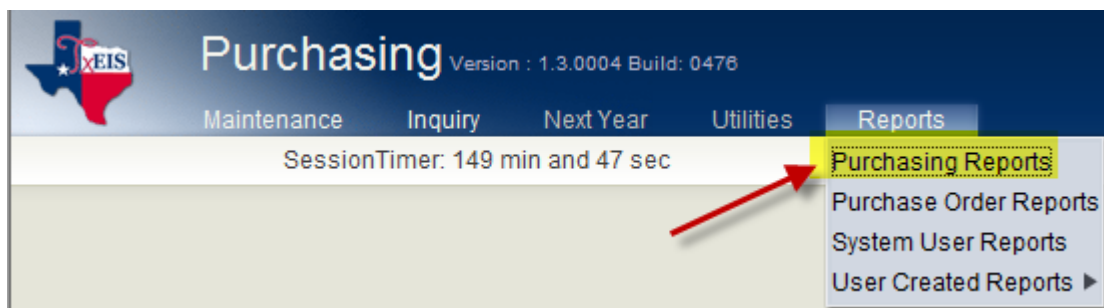 TxEIS
Purchasing Version : 1.3.0004 Build: 0476
Maintenance Inquiry Next Year Utilities Reports
SessionTimer: 149 min and 47 sec
Purchasing Reports
Purchase Order Reports
System User Reports
User Created Reports